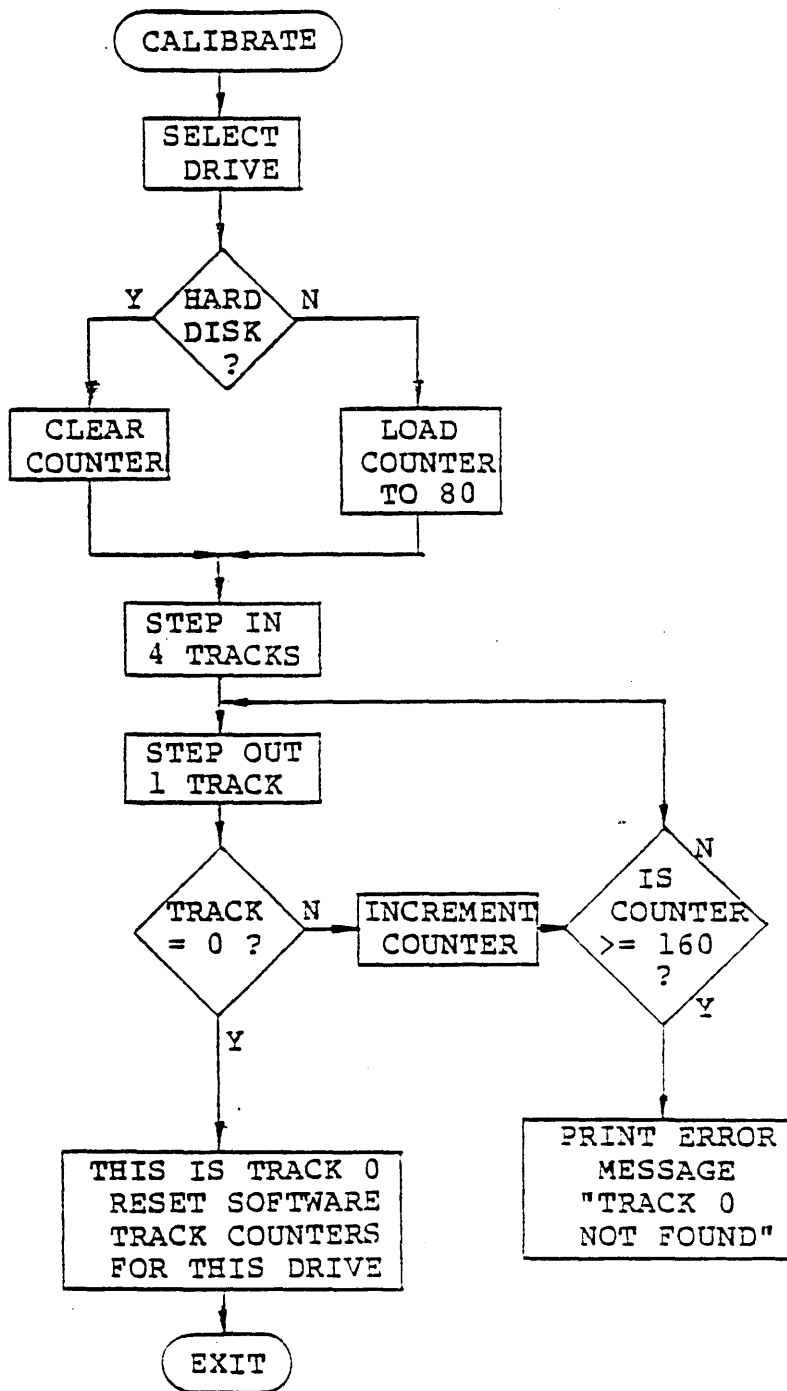 CALIBRATE
SELECT
DRIVE
Y
HARD
DISK
?
N
CLEAR
COUNTER
LOAD
COUNTER
TO 80
STEP IN
4 TRACKS
STEP OUT
1 TRACK
TRACK
= 0 ?
N
Y
INCREMENT
COUNTER
IS
COUNTER
>= 160
?
N
Y
THIS IS TRACK 0
RESET SOFTWARE
TRACK COUNTERS
FOR THIS DRIVE
PRINT ERROR
MESSAGE
"TRACK 0
NOT FOUND"
EXIT